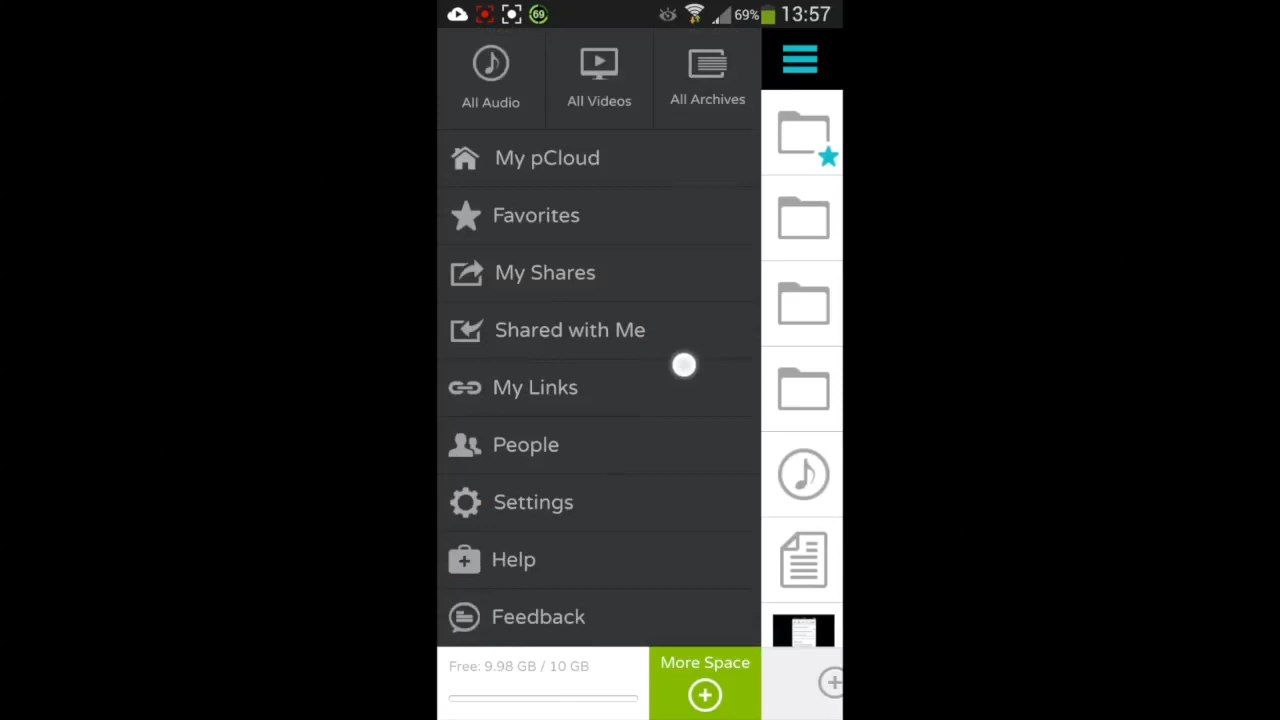 69 69% 13:57
All Audio All Videos All Archives
My pCloud
Favorites
My Shares
Shared with Me
My Links
People
Settings
Help
Feedback
Free: 9.98 GB / 10 GB
More Space